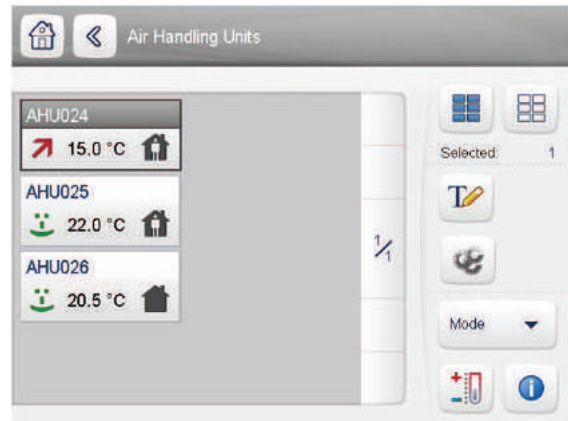 Air Handling Units
AHU024
15.0 °C
AHU025
22.0 °C
AHU026
20.5 °C
1/1
Selected: 1
T
Mode
i